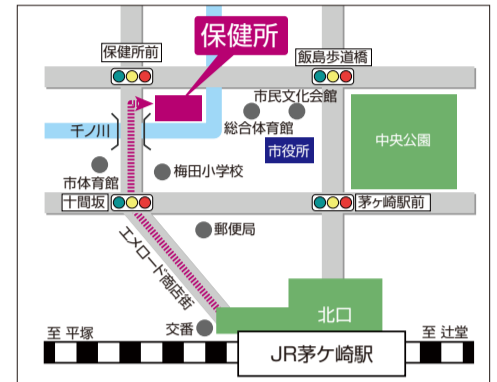 保健所
保健所前
飯島歩道橋
市民文化会館
千ノ川
総合体育館
市役所
中央公園
市体育館
梅田小学校
十間坂
茅ヶ崎駅前
郵便局
エメロード商店街
北口
交番
至 平塚
至 辻堂
JR茅ケ崎駅